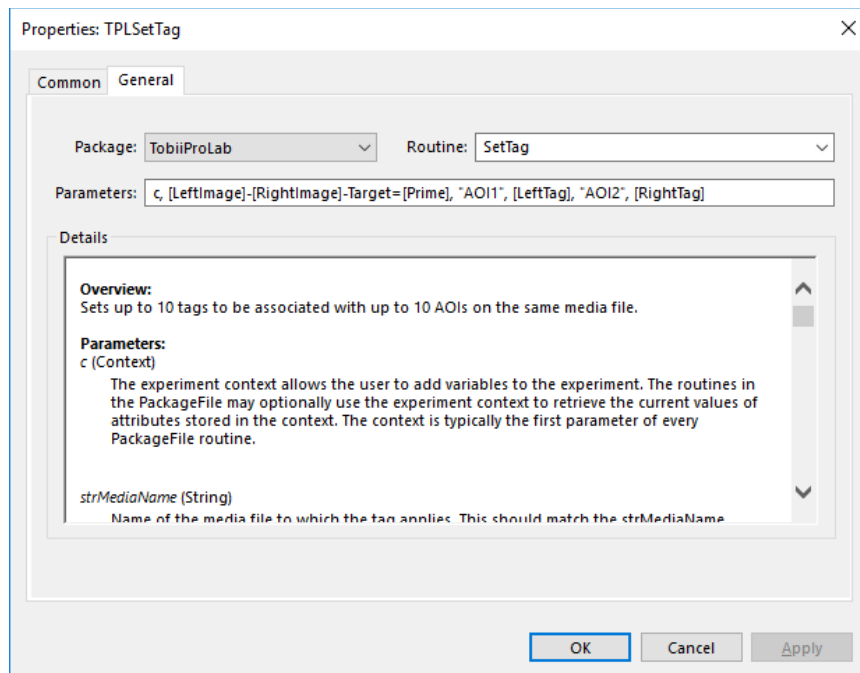 Properties: TPLSetTag
Common General
Package: TobiiProLab Routine: SetTag
Parameters: c, [LeftImage]-[RightImage]-Target=[Prime], "AOI1", [LeftTag], "AOI2", [RightTag]
Details
Overview:
Sets up to 10 tags to be associated with up to 10 AOIs on the same media file.
Parameters:
c (Context)
The experiment context allows the user to add variables to the experiment. The routines in
the PackageFile may optionally use the experiment context to retrieve the current values of
attributes stored in the context. The context is typically the first parameter of every
PackageFile routine.
strMediaName (String)
Name of the media file to which the tag applies. This should match the strMediaName
OK Cancel Apply